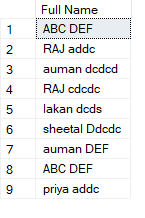 Full Name
1 ABC DEF
2 RAJ addc
3 auman dcdcd
4 RAJ cdcdc
5 lakan dcds
6 sheetal Ddcdc
7 auman DEF
8 ABC DEF
9 priya addc